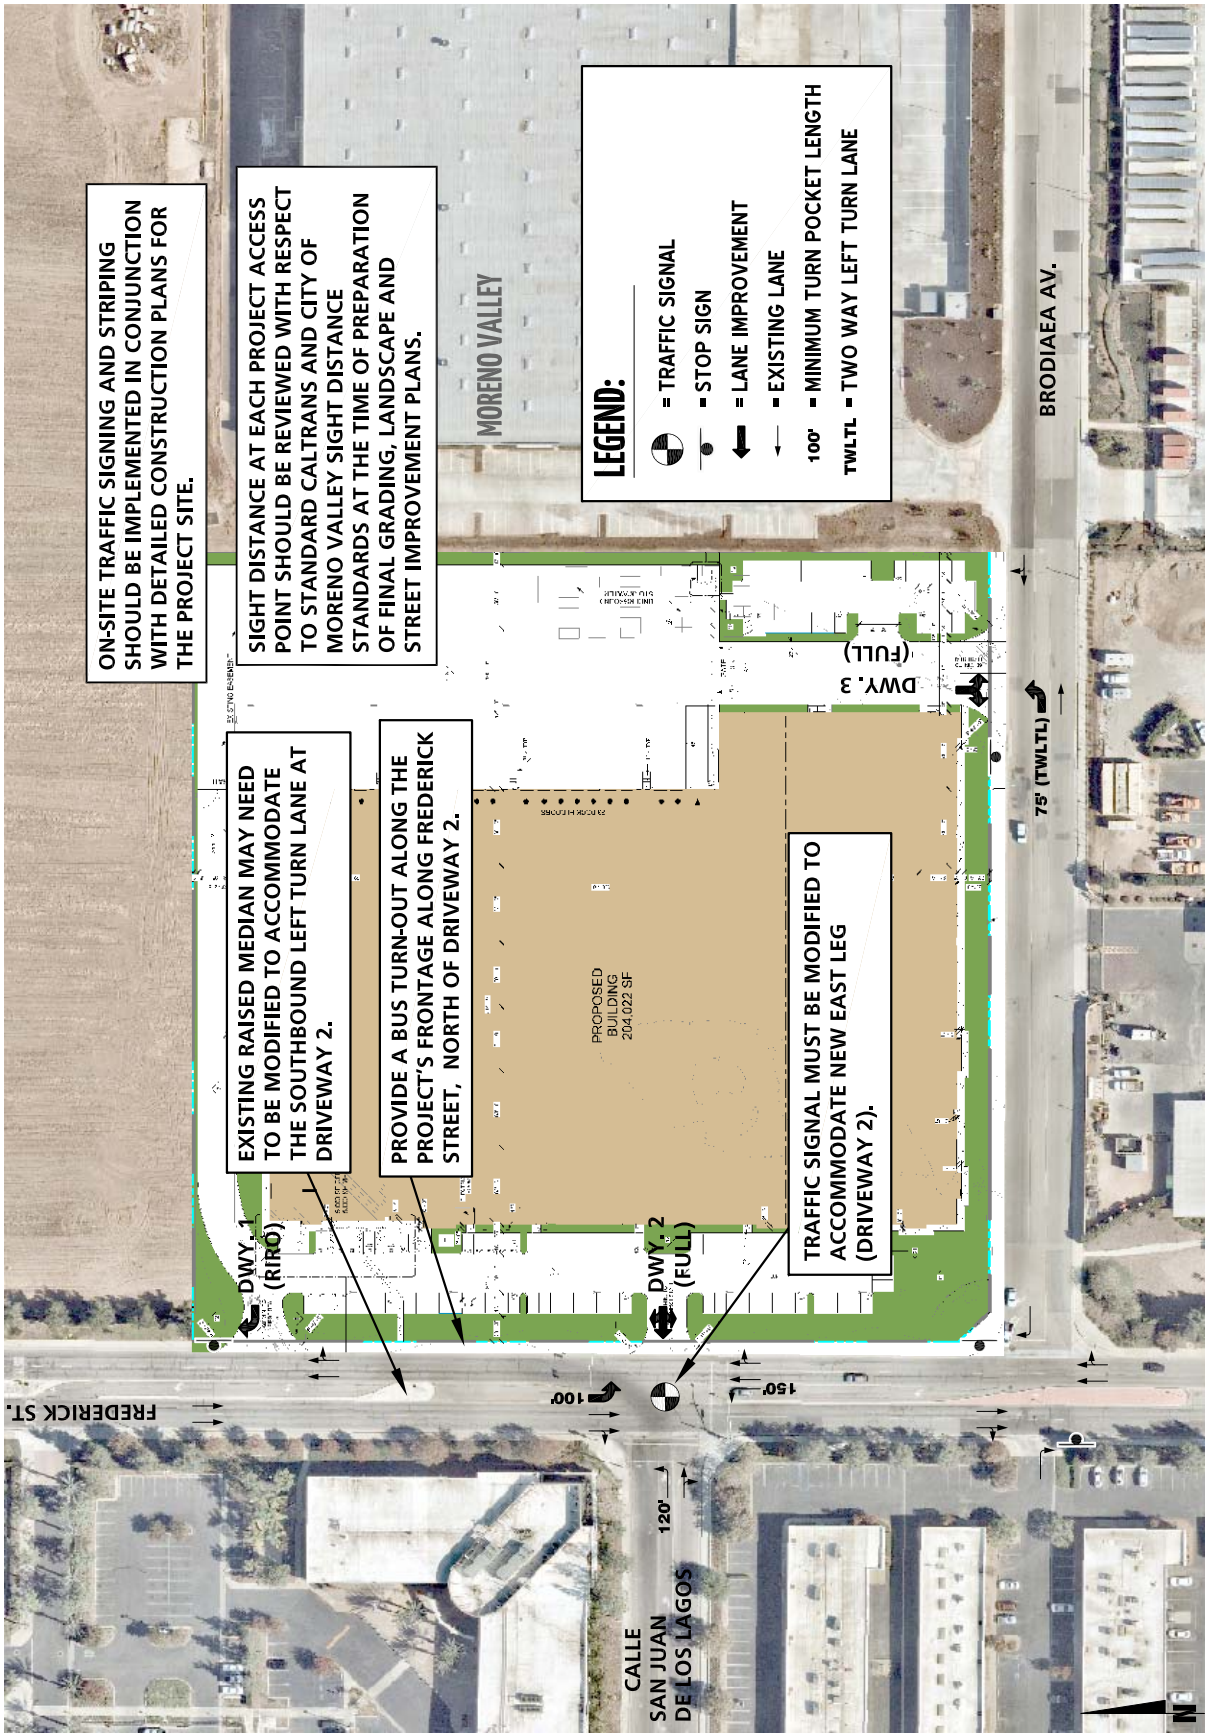 ON-SITE TRAFFIC SIGNING AND STRIPING
SHOULD BE IMPLEMENTED IN CONJUNCTION
WITH DETAILED CONSTRUCTION PLANS FOR
THE PROJECT SITE.
SIGHT DISTANCE AT EACH PROJECT ACCESS
POINT SHOULD BE REVIEWED WITH RESPECT
TO STANDARD CALTRANS AND CITY OF
MORENO VALLEY SIGHT DISTANCE
STANDARDS AT THE TIME OF PREPARATION
OF FINAL GRADING, LANDSCAPE AND
STREET IMPROVEMENT PLANS.
MORENO VALLEY
LEGEND:
= TRAFFIC SIGNAL
= STOP SIGN
= LANE IMPROVEMENT
= EXISTING LANE
100' = MINIMUM TURN POCKET LENGTH
TWLTL = TWO WAY LEFT TURN LANE
BRODIAEA AV.
EXISTING RAISED MEDIAN MAY NEED
TO BE MODIFIED TO ACCOMMODATE
THE SOUTHBOUND LEFT TURN LANE AT
DRIVEWAY 2.
PROVIDE A BUS TURN-OUT ALONG THE
PROJECT'S FRONTAGE ALONG FREDERICK
STREET, NORTH OF DRIVEWAY 2.
TRAFFIC SIGNAL MUST BE MODIFIED TO
ACCOMMODATE NEW EAST LEG
(DRIVEWAY 2).
PROPOSED
BUILDING
204,022 SF
EXISTING EASEMENT
DWY. 3
(FULL)
75' (TWLTL)
DWY. 1
(RIRO)
DWY. 2
(FULL)
FREDERICK ST.
100'
150'
120'
CALLE
SAN JUAN
DE LOS LAGOS
N